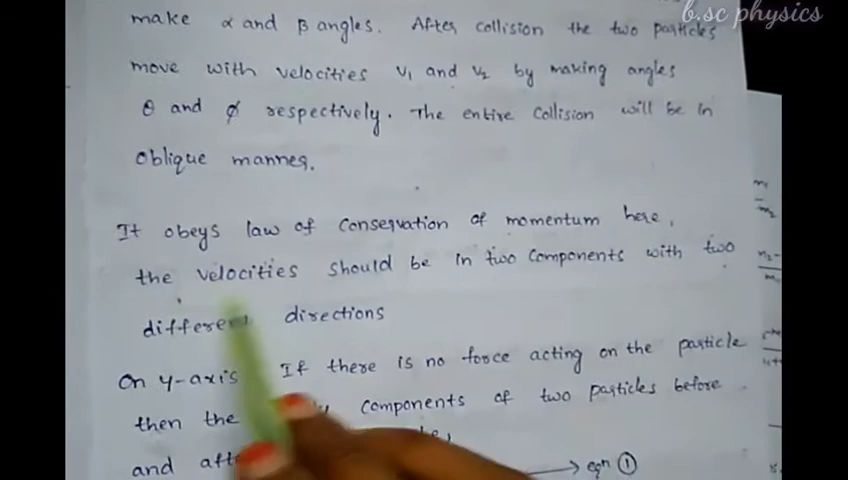 b.sc physics
make α and β angles. After collision the two particles
move with velocities v1 and v2 by making angles
θ and ϕ respectively. The entire collision will be in
oblique manner.
It obeys law of conservation of momentum here,
the velocities should be in two components with two
different directions
On y-axis If there is no force acting on the particle
then the components of two particles before
and
→ eqn ①
m1
m2